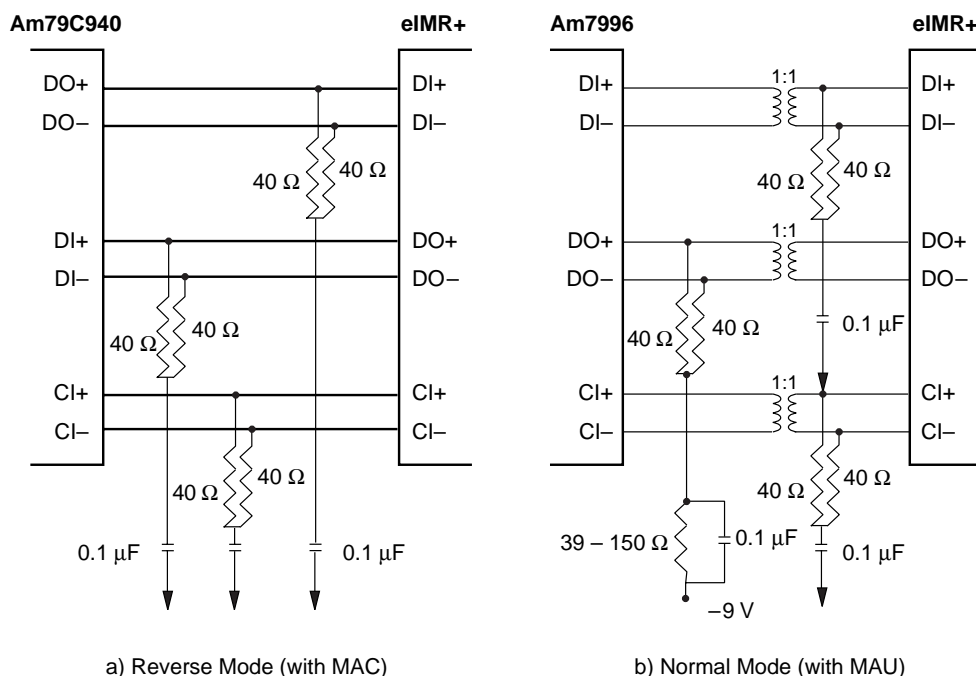 Am79C940
eIMR+
Am7996
eIMR+
DO+
DI+
DO–
DI–
40 Ω
40 Ω
DI+
DO+
DI–
DO–
40 Ω
40 Ω
CI+
CI+
CI–
CI–
40 Ω
40 Ω
0.1 μF
0.1 μF
a) Reverse Mode (with MAC)
1:1
DI+
DI+
DI–
DI–
40 Ω
40 Ω
1:1
DO+
DO+
DO–
DO–
40 Ω
40 Ω
0.1 μF
1:1
CI+
CI+
CI–
CI–
40 Ω
40 Ω
39 – 150 Ω
0.1 μF
0.1 μF
–9 V
b) Normal Mode (with MAU)